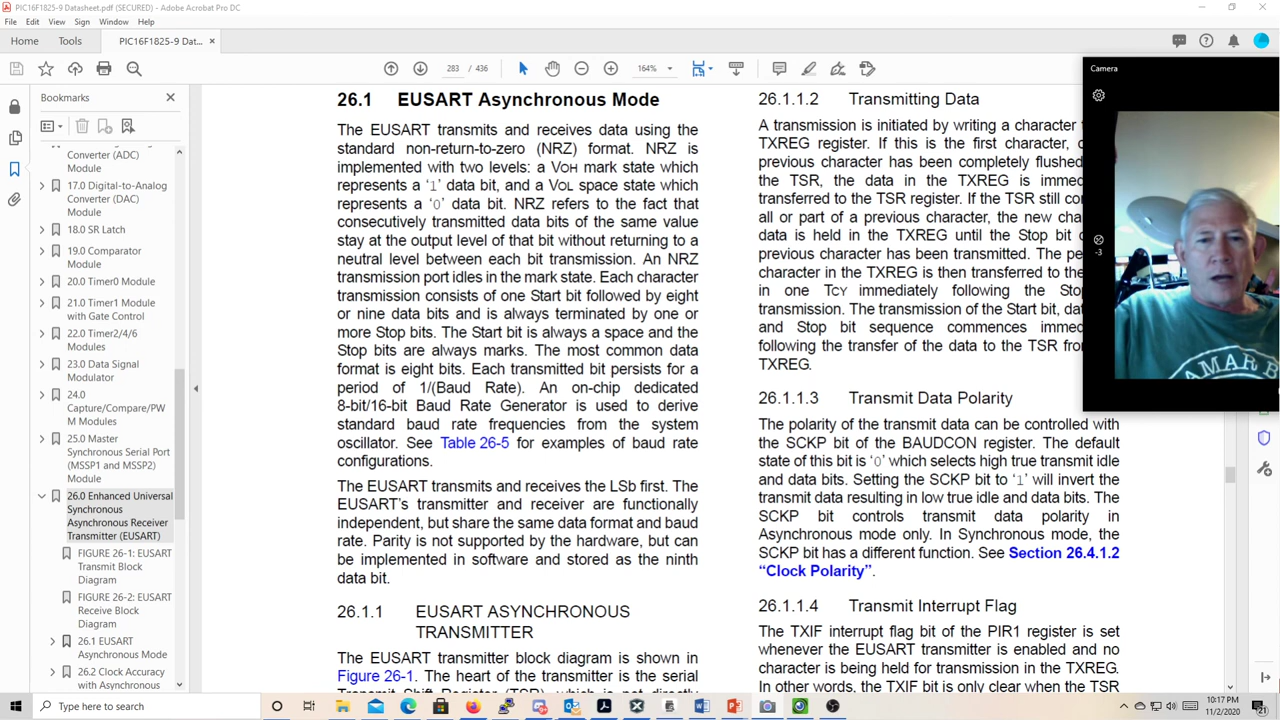 PIC16F1825-9 Datasheet.pdf (SECURED) - Adobe Acrobat Pro DC
File Edit View Sign Window Help
Home Tools PIC16F1825-9 Dat... ×
283 / 436 164%
Bookmarks
Converter (ADC)
Module
17.0 Digital-to-Analog
Converter (DAC)
Module
18.0 SR Latch
19.0 Comparator
Module
20.0 Timer0 Module
21.0 Timer1 Module
with Gate Control
22.0 Timer2/4/6
Modules
23.0 Data Signal
Modulator
24.0
Capture/Compare/PW
M Modules
25.0 Master
Synchronous Serial Port
(MSSP1 and MSSP2)
Module
26.0 Enhanced Universal
Synchronous
Asynchronous Receiver
Transmitter (EUSART)
FIGURE 26-1: EUSART
Transmit Block
Diagram
FIGURE 26-2: EUSART
Receive Block
Diagram
26.1 EUSART
Asynchronous Mode
26.2 Clock Accuracy
with Asynchronous
26.1 EUSART Asynchronous Mode
The EUSART transmits and receives data using the
standard non-return-to-zero (NRZ) format. NRZ is
implemented with two levels: a VOH mark state which
represents a ‘1’ data bit, and a VOL space state which
represents a ‘0’ data bit. NRZ refers to the fact that
consecutively transmitted data bits of the same value
stay at the output level of that bit without returning to a
neutral level between each bit transmission. An NRZ
transmission port idles in the mark state. Each character
transmission consists of one Start bit followed by eight
or nine data bits and is always terminated by one or
more Stop bits. The Start bit is always a space and the
Stop bits are always marks. The most common data
format is eight bits. Each transmitted bit persists for a
period of 1/(Baud Rate). An on-chip dedicated
8-bit/16-bit Baud Rate Generator is used to derive
standard baud rate frequencies from the system
oscillator. See Table 26-5 for examples of baud rate
configurations.
The EUSART transmits and receives the LSb first. The
EUSART’s transmitter and receiver are functionally
independent, but share the same data format and baud
rate. Parity is not supported by the hardware, but can
be implemented in software and stored as the ninth
data bit.
26.1.1 EUSART ASYNCHRONOUS
TRANSMITTER
The EUSART transmitter block diagram is shown in
Figure 26-1. The heart of the transmitter is the serial
Transmit Shift Register (TSR), which is not directly
26.1.1.2 Transmitting Data
A transmission is initiated by writing a character
TXREG register. If this is the first character,
previous character has been completely flushed
the TSR, the data in the TXREG is
transferred to the TSR register. If the TSR still
all or part of a previous character, the new
data is held in the TXREG until the Stop bit
previous character has been transmitted. The
character in the TXREG is then transferred to the
in one TCY immediately following the
transmission. The transmission of the Start bit,
and Stop bit sequence commences
following the transfer of the data to the TSR
TXREG.
26.1.1.3 Transmit Data Polarity
The polarity of the transmit data can be controlled with
the SCKP bit of the BAUDCON register. The default
state of this bit is ‘0’ which selects high true transmit idle
and data bits. Setting the SCKP bit to ‘1’ will invert the
transmit data resulting in low true idle and data bits. The
SCKP bit controls transmit data polarity in
Asynchronous mode only. In Synchronous mode, the
SCKP bit has a different function. See Section 26.4.1.2
“Clock Polarity”.
26.1.1.4 Transmit Interrupt Flag
The TXIF interrupt flag bit of the PIR1 register is set
whenever the EUSART transmitter is enabled and no
character is being held for transmission in the TXREG.
In other words, the TXIF bit is only clear when the TSR
Camera
-3
AMAR B
Type here to search
10:17 PM
11/2/2020
21